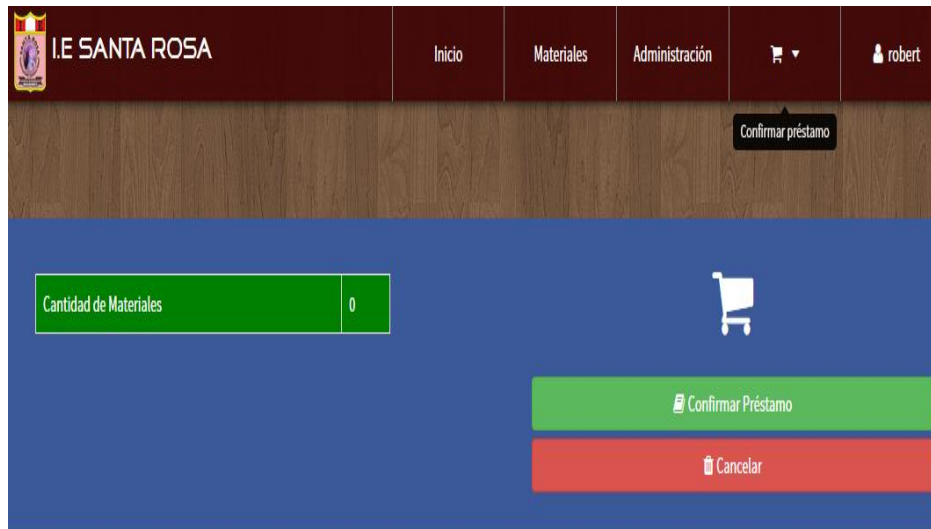 I.E SANTA ROSA
Inicio
Materiales
Administración
robert
Confirmar préstamo
Cantidad de Materiales 0
Confirmar Préstamo
Cancelar